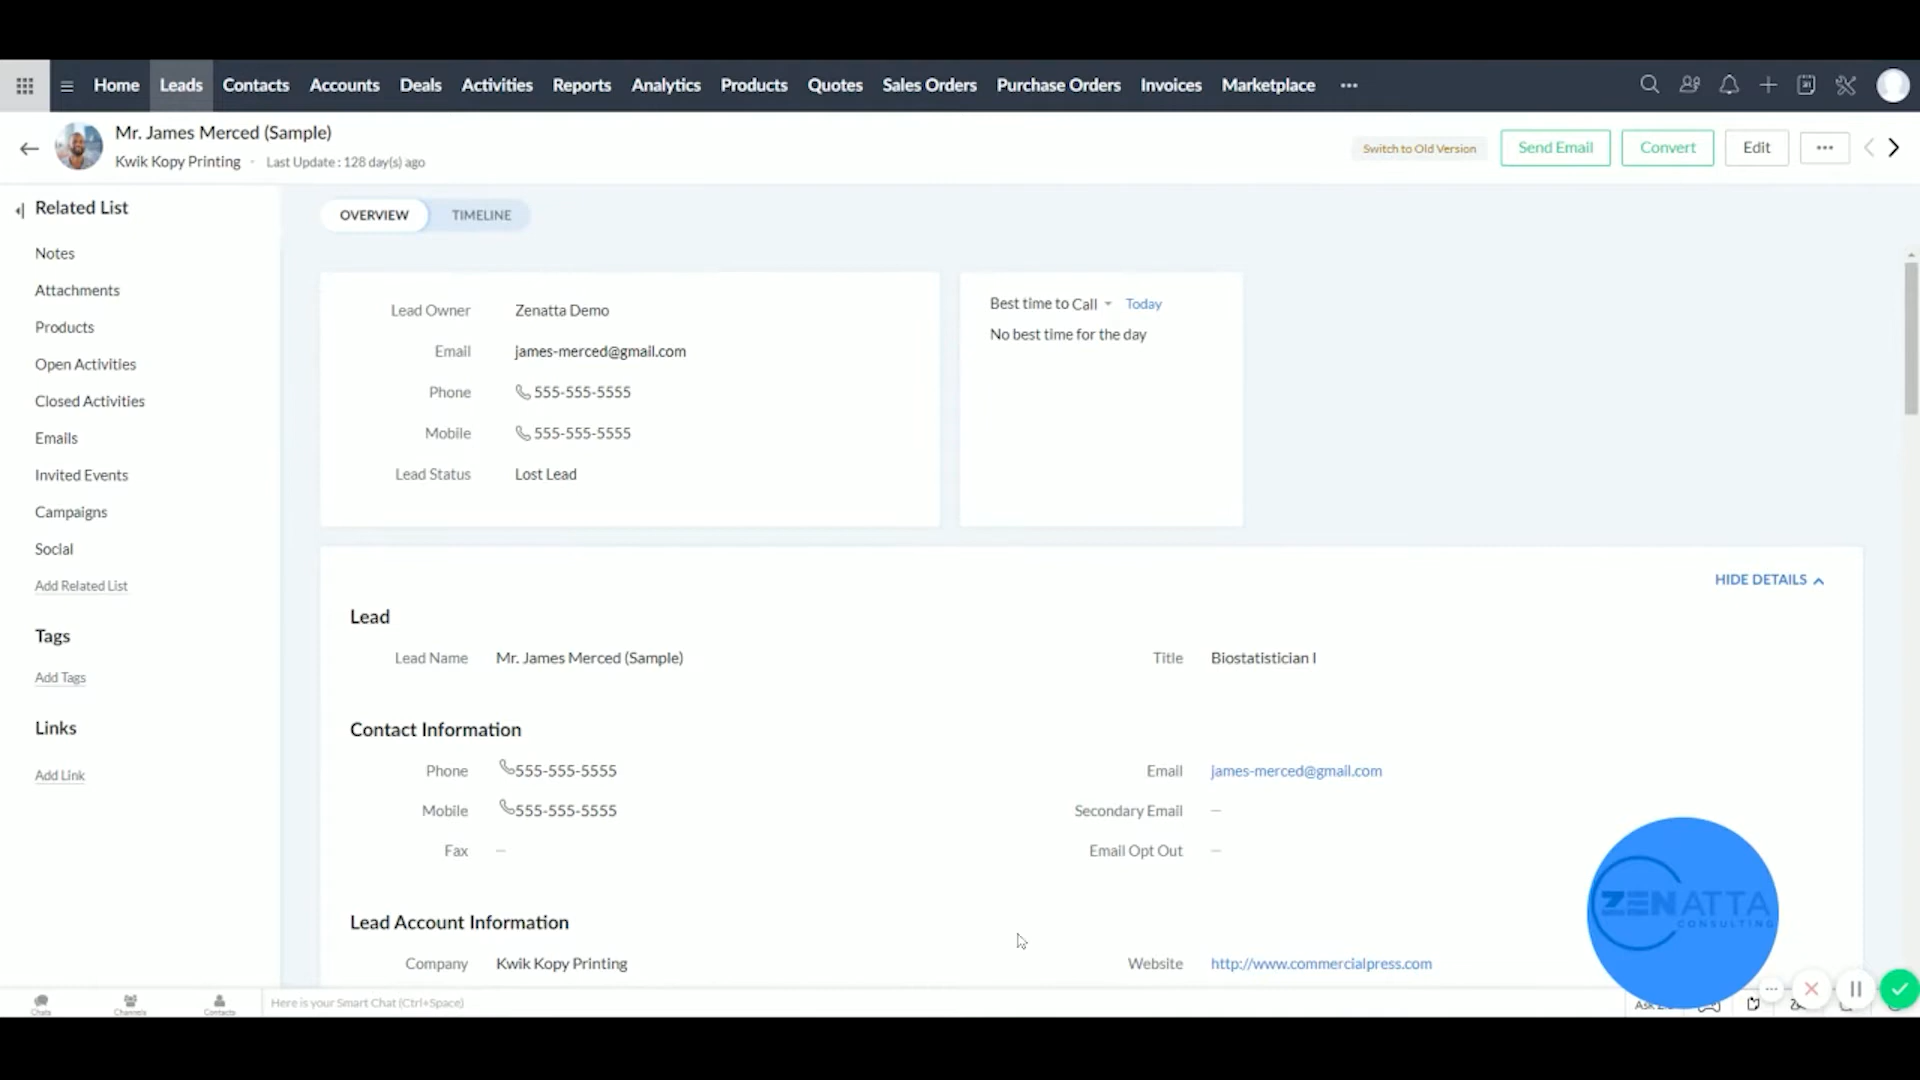 Home Leads Contacts Accounts Deals Activities Reports Analytics Products Quotes Sales Orders Purchase Orders Invoices Marketplace ...
Mr. James Merced (Sample)
Kwik Kopy Printing • Last Update : 128 day(s) ago
Switch to Old Version Send Email Convert Edit ...
Related List
Notes
Attachments
Products
Open Activities
Closed Activities
Emails
Invited Events
Campaigns
Social
Add Related List
Tags
Add Tags
Links
Add Link
OVERVIEW TIMELINE
Lead Owner Zenatta Demo
Email james-merced@gmail.com
Phone 555-555-5555
Mobile 555-555-5555
Lead Status Lost Lead
Best time to Call Today
No best time for the day
HIDE DETAILS
Lead
Lead Name Mr. James Merced (Sample) Title Biostatistician I
Contact Information
Phone 555-555-5555 Email james-merced@gmail.com
Mobile 555-555-5555 Secondary Email —
Fax — Email Opt Out —
Lead Account Information
Company Kwik Kopy Printing Website http://www.commercialpress.com
ZENATTA
CONSULTING
Chats Channels Contacts Here is your Smart Chat (Ctrl+Space) Ask